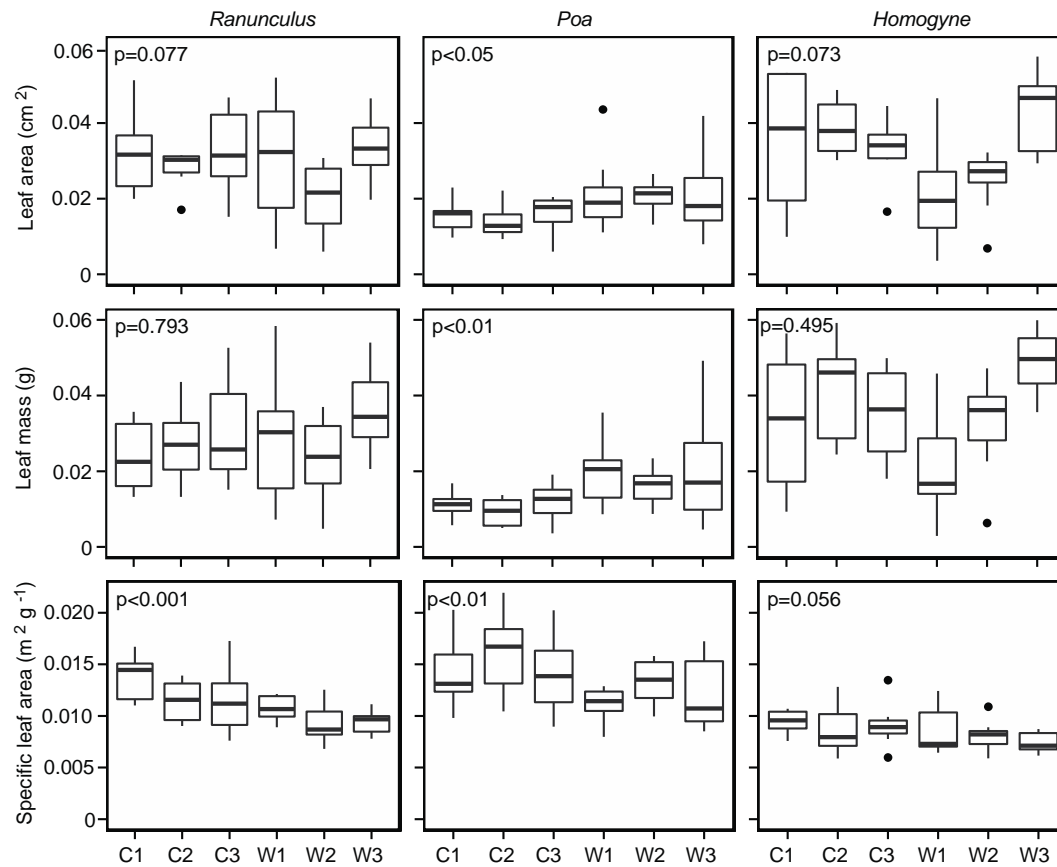 Ranunculus Poa Homogyne
Leaf area (cm 2)
0.06
0.04
0.02
0
p=0.077
p<0.05
p=0.073
Leaf mass (g)
0.06
0.04
0.02
0
p=0.793
p<0.01
p=0.495
Specific leaf area (m 2 g -1)
0.020
0.015
0.010
0.005
0
p<0.001
p<0.01
p=0.056
C1 C2 C3 W1 W2 W3 C1 C2 C3 W1 W2 W3 C1 C2 C3 W1 W2 W3